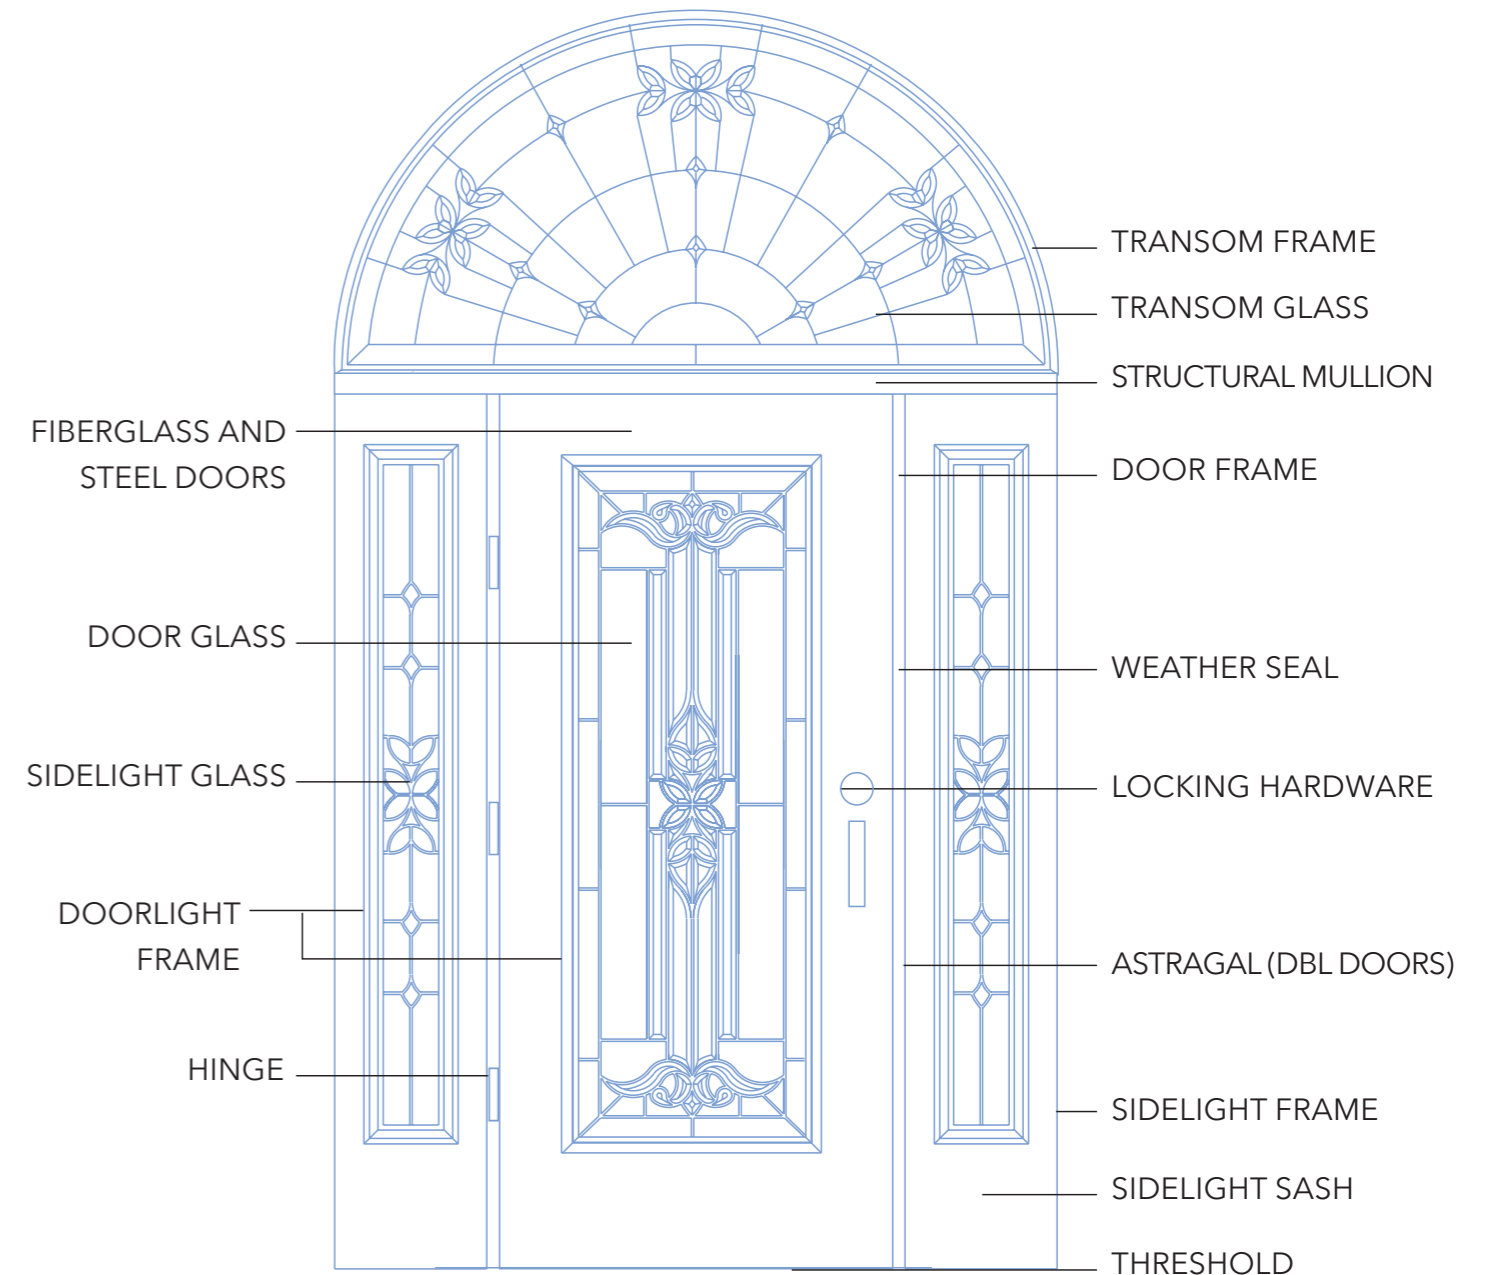 TRANSOM FRAME
TRANSOM GLASS
STRUCTURAL MULLION
FIBERGLASS AND
STEEL DOORS
DOOR FRAME
DOOR GLASS
WEATHER SEAL
SIDELIGHT GLASS
LOCKING HARDWARE
DOORLIGHT
FRAME
ASTRAGAL (DBL DOORS)
HINGE
SIDELIGHT FRAME
SIDELIGHT SASH
THRESHOLD